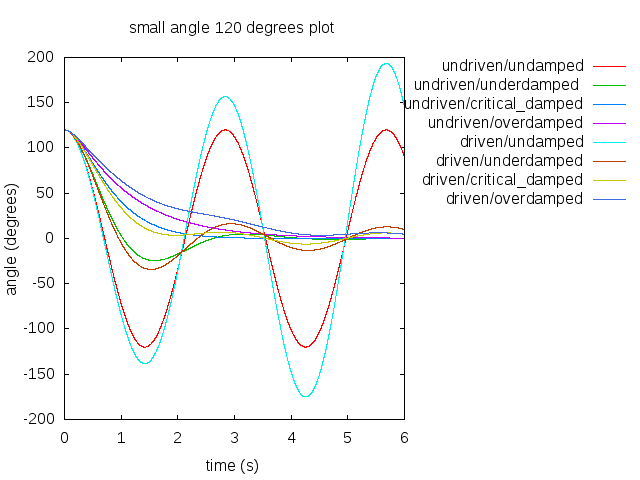 small angle 120 degrees plot
200
150
100
50
0
-50
-100
-150
-200
angle (degrees)
0 1 2 3 4 5 6
time (s)
undriven/undamped
undriven/underdamped
undriven/critical_damped
undriven/overdamped
driven/undamped
driven/underdamped
driven/critical_damped
driven/overdamped